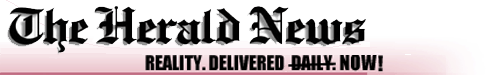 The Herald News
REALITY. DELIVERED DAILY. NOW!